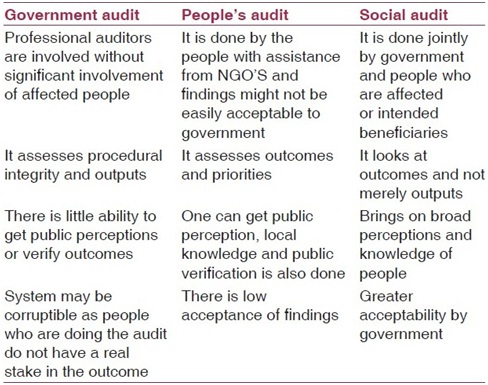 Government audit
People's audit
Social audit
Professional auditors
are involved without
significant involvement
of affected people
It is done by the
people with assistance
from NGO'S and
findings might not be
easily acceptable to
government
It is done jointly
by government
and people who
are affected
or intended
beneficiaries
It assesses procedural
integrity and outputs
It assesses outcomes
and priorities
It looks at
outcomes and not
merely outputs
There is little ability to
get public perceptions
or verify outcomes
One can get public
perception, local
knowledge and public
verification is also done
Brings on broad
perceptions and
knowledge of
people
System may be
corruptible as people
who are doing the audit
do not have a real
stake in the outcome
There is low
acceptance of findings
Greater
acceptability by
government